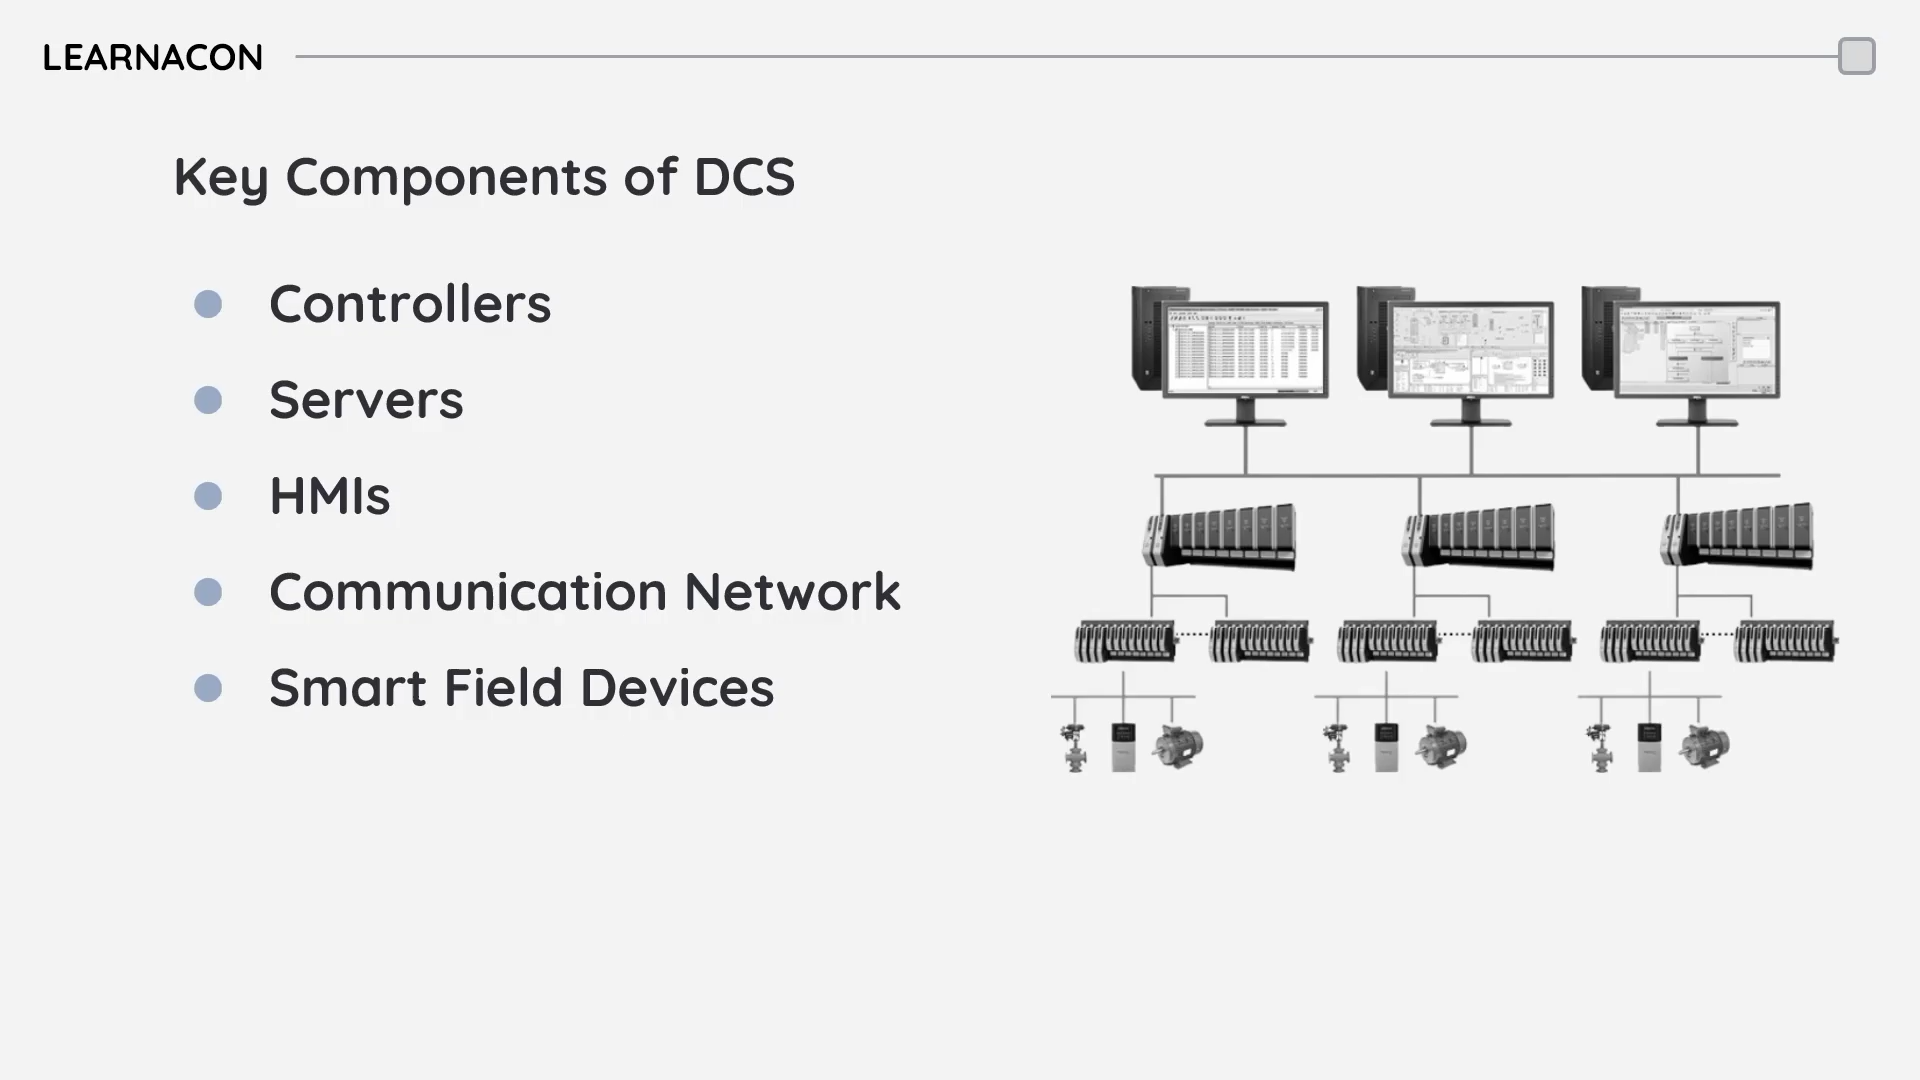 LEARNACON
Key Components of DCS
Controllers
Servers
HMIs
Communication Network
Smart Field Devices